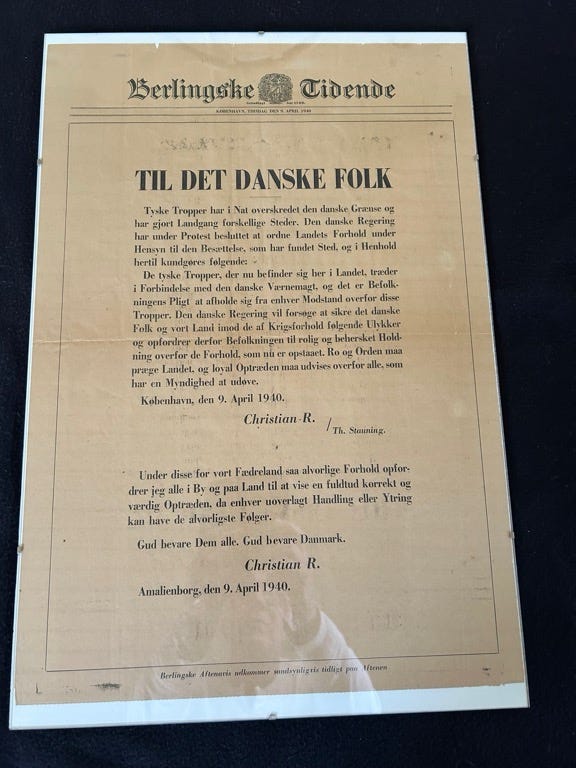 Berlingske Tidende
KØBENHAVN, TIRSDAG DEN 9. APRIL 1940
TIL DET DANSKE FOLK
Tyske Tropper har i Nat overskredet den danske Grænse og
har gjort Landgang forskellige Steder. Den danske Regering
har under Protest besluttet at ordne Landets Forhold under
Hensyn til den Besættelse, som har fundet Sted, og i Henhold
hertil kundgøres følgende:
De tyske Tropper, der nu befinder sig her i Landet, træder
i Forbindelse med den danske Værnemagt, og det er Befolk-
ningens Pligt at afholde sig fra enhver Modstand overfor disse
Tropper. Den danske Regering vil forsøge at sikre det danske
Folk og vort Land imod de af Krigsforhold følgende Ulykker
og opfordrer derfor Befolkningen til rolig og behersket Hold-
ning overfor de Forhold, som nu er opstaaet. Ro og Orden maa
præge Landet, og loyal Optræden maa udvises overfor alle, som
har en Myndighed at udøve.
København, den 9. April 1940.
Christian R.
/Th. Stauning.
Under disse for vort Fædreland saa alvorlige Forhold opfor-
drer jeg alle i By og paa Land til at vise en fuldtud korrekt og
værdig Optræden, da enhver uoverlagt Handling eller Ytring
kan have de alvorligste Følger.
Gud bevare Dem alle. Gud bevare Danmark.
Christian R.
Amalienborg, den 9. April 1940.
Berlingske Aftenavis udkommer sandsynligvis tidligt paa Aftenen